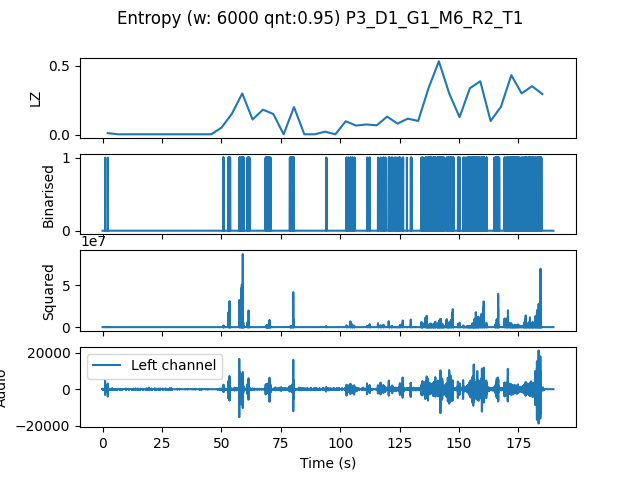 Entropy (w: 6000 qnt:0.95) P3_D1_G1_M6_R2_T1
0.5
LZ
0.0
1
Binarised
0
1e7
5
Squared
0
20000
Left channel
Audio
0
−20000
0 25 50 75 100 125 150 175
Time (s)